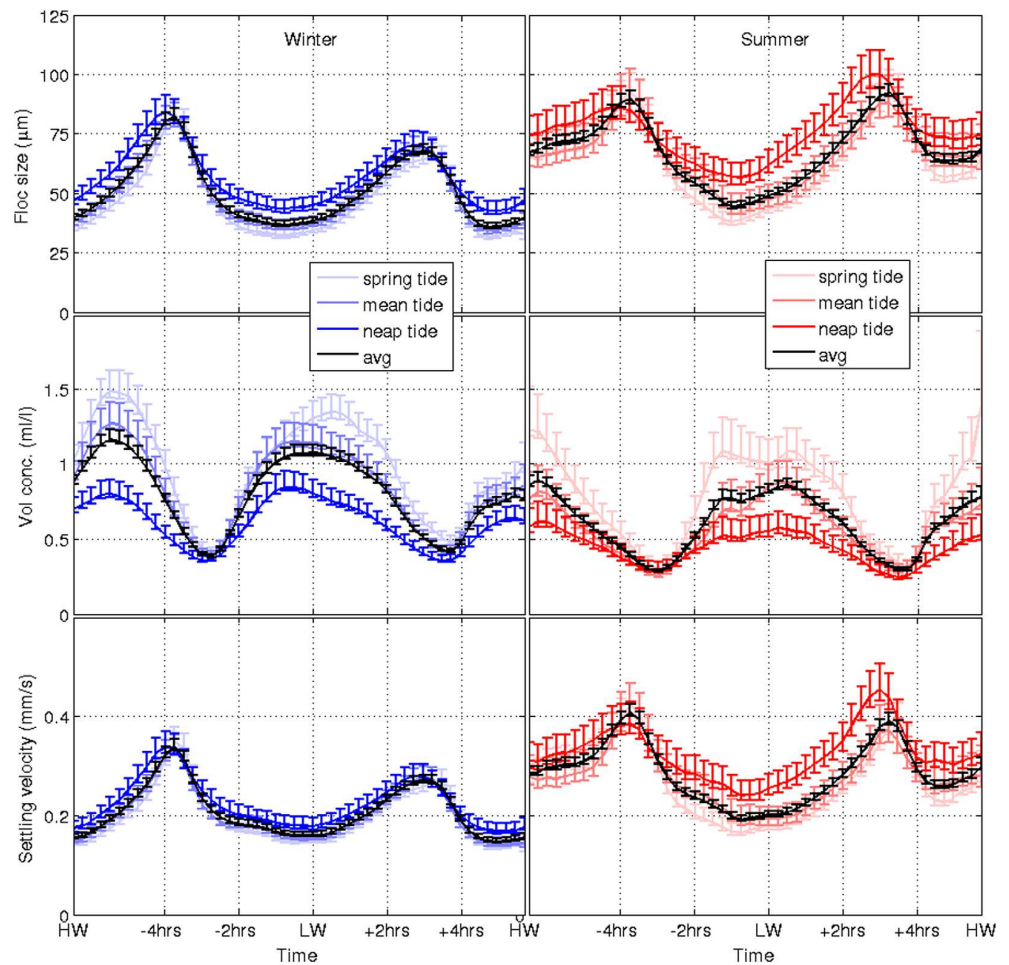 Winter
Summer
125
100
75
50
25
0
Floc size (µm)
spring tide
mean tide
neap tide
avg
spring tide
mean tide
neap tide
avg
1.5
1
0.5
0
Vol conc. (ml/l)
0.4
0.2
0
Settling velocity (mm/s)
HW
-4hrs
-2hrs
LW
+2hrs
+4hrs
HW
-4hrs
-2hrs
LW
+2hrs
+4hrs
HW
Time
Time